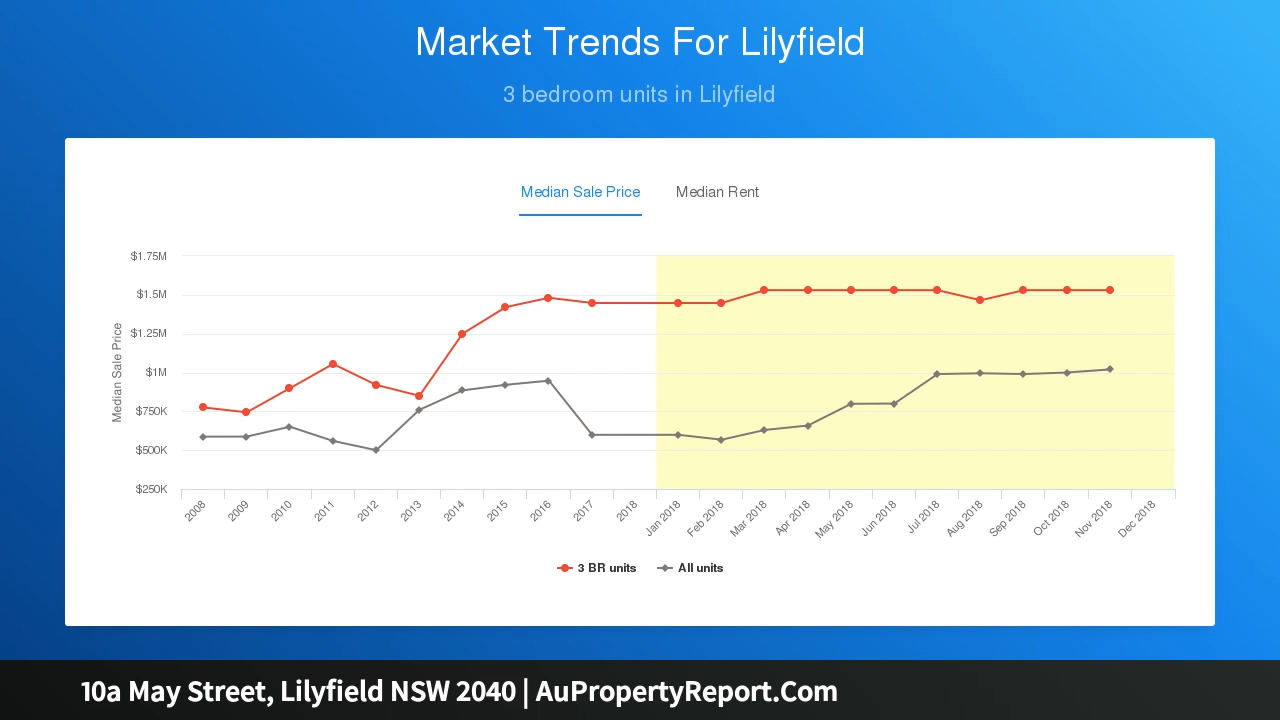 Market Trends For Lilyfield
3 bedroom units in Lilyfield
Median Sale Price Median Rent
Median Sale Price
$1.75M
$1.5M
$1.25M
$1M
$750K
$500K
$250K
2008 2009 2010 2011 2012 2013 2014 2015 2016 2017 2018 Jan 2018 Feb 2018 Mar 2018 Apr 2018 May 2018 Jun 2018 Jul 2018 Aug 2018 Sep 2018 Oct 2018 Nov 2018 Dec 2018
3 BR units All units
10a May Street, Lilyfield NSW 2040 | AuPropertyReport.Com